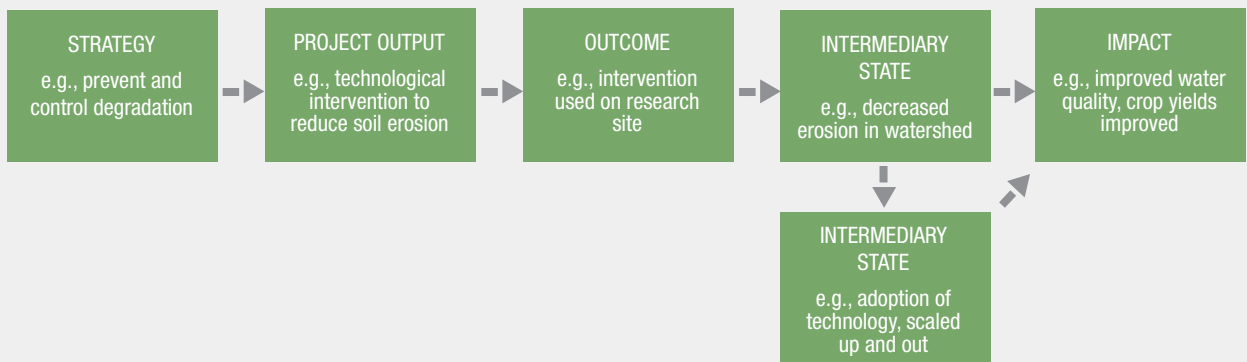 STRATEGY
e.g., prevent and
control degradation
PROJECT OUTPUT
e.g., technological
intervention to
reduce soil erosion
OUTCOME
e.g., intervention
used on research
site
INTERMEDIARY
STATE
e.g., decreased
erosion in watershed
IMPACT
e.g., improved water
quality, crop yields
improved
INTERMEDIARY
STATE
e.g., adoption of
technology, scaled
up and out